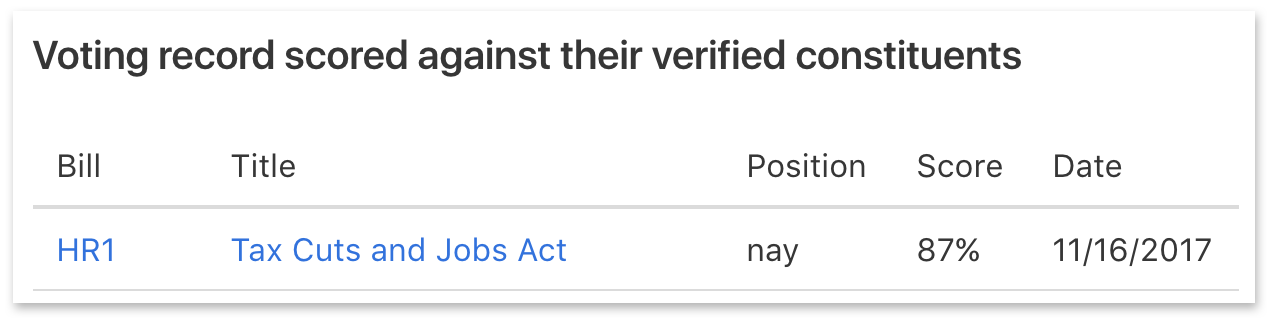 Voting record scored against their verified constituents
Bill Title Position Score Date
HR1 Tax Cuts and Jobs Act nay 87% 11/16/2017